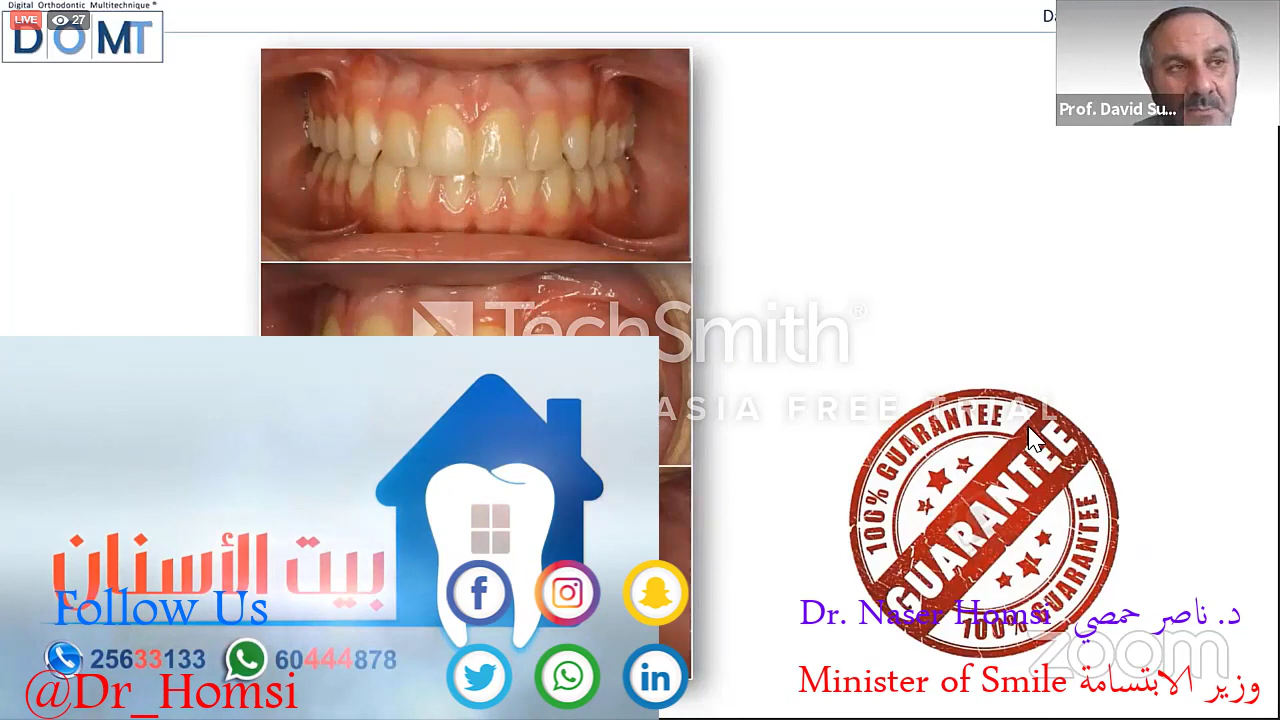 Digital Orthodontic Multitechnique®
LIVE 27
DOMT
Da
Prof. David Su...
TechSmith®
ASIA FREE TRIAL
100% GUARANTEE
GUARANTEE
100% GUARANTEE
بيت الأسنان
Follow Us
25633133 60444878
@Dr_Homsi
Dr. Naser Homsi د. ناصر حمصي
zoom
Minister of Smile وزير الابتسامة